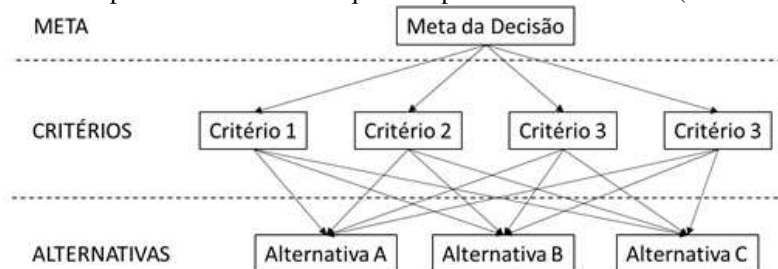 META
Meta da Decisão
CRITÉRIOS
Critério 1
Critério 2
Critério 3
Critério 3
ALTERNATIVAS
Alternativa A
Alternativa B
Alternativa C